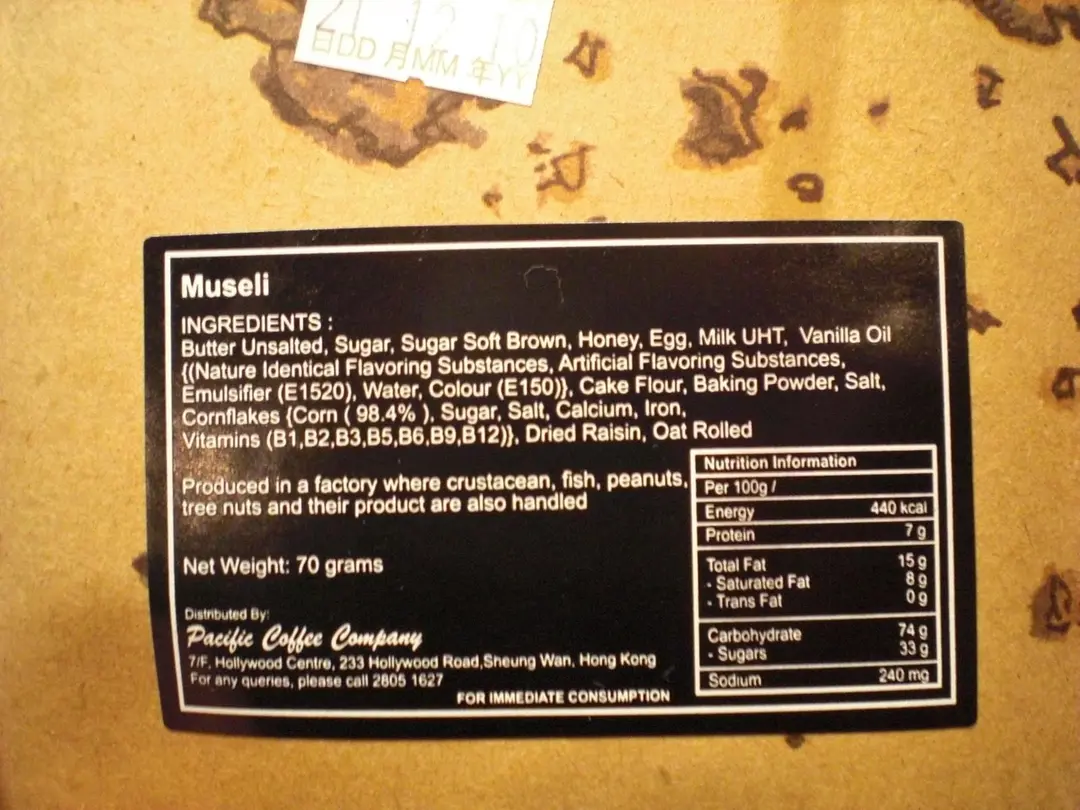 21 12 10
日DD 月MM 年YY
Museli
INGREDIENTS :
Butter Unsalted, Sugar, Sugar Soft Brown, Honey, Egg, Milk UHT, Vanilla Oil
{(Nature Identical Flavoring Substances, Artificial Flavoring Substances,
Emulsifier (E1520), Water, Colour (E150)}, Cake Flour, Baking Powder, Salt,
Cornflakes {Corn ( 98.4% ), Sugar, Salt, Calcium, Iron,
Vitamins (B1,B2,B3,B5,B6,B9,B12)}, Dried Raisin, Oat Rolled
Produced in a factory where crustacean, fish, peanuts,
tree nuts and their product are also handled
Net Weight: 70 grams
Distributed By:
Pacific Coffee Company
7/F, Hollywood Centre, 233 Hollywood Road,Sheung Wan, Hong Kong
For any queries, please call 2805 1627
FOR IMMEDIATE CONSUMPTION
Nutrition Information
Per 100g /
Energy 440 kcal
Protein 7 g
Total Fat 15 g
- Saturated Fat 8 g
- Trans Fat 0 g
Carbohydrate 74 g
- Sugars 33 g
Sodium 240 mg